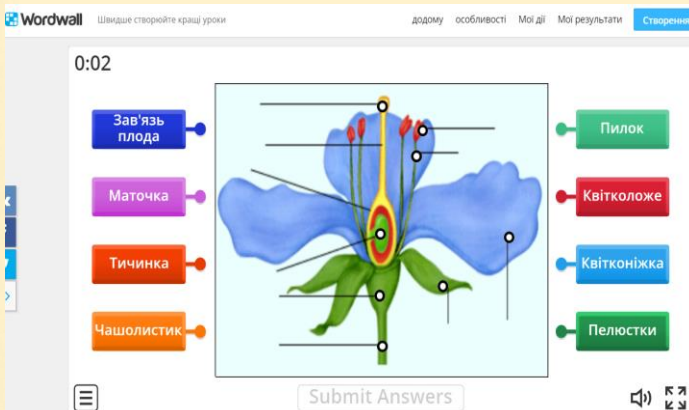 Wordwall
Швидше створюйте кращі уроки
додому особливості Мої дії Мої результати Створення
0:02
Зав'язь
плода
Маточка
Тичинка
Чашолистик
Пилок
Квітколоже
Квітконіжка
Пелюстки
Submit Answers